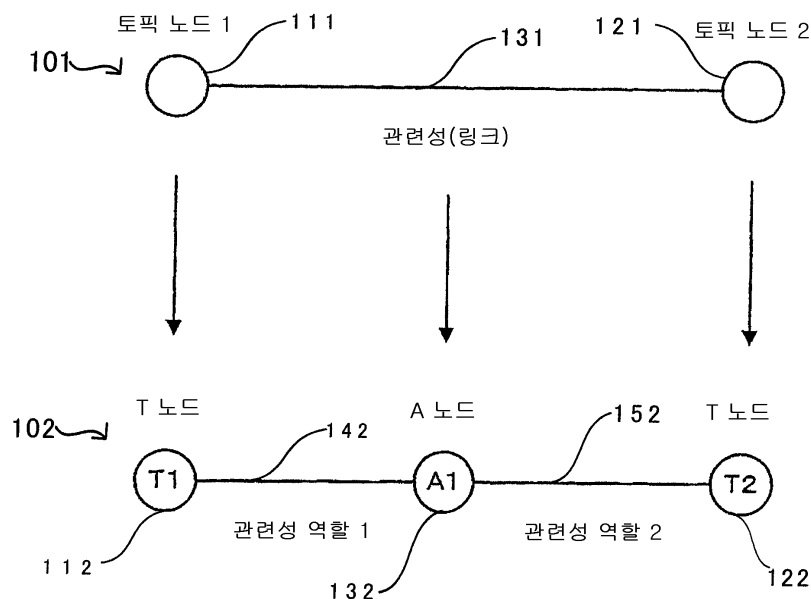 토픽 노드 1
111
131
121
토픽 노드 2
101
관련성(링크)
T 노드
A 노드
T 노드
102
142
152
T1
A1
T2
관련성 역할 1
관련성 역할 2
112
132
122